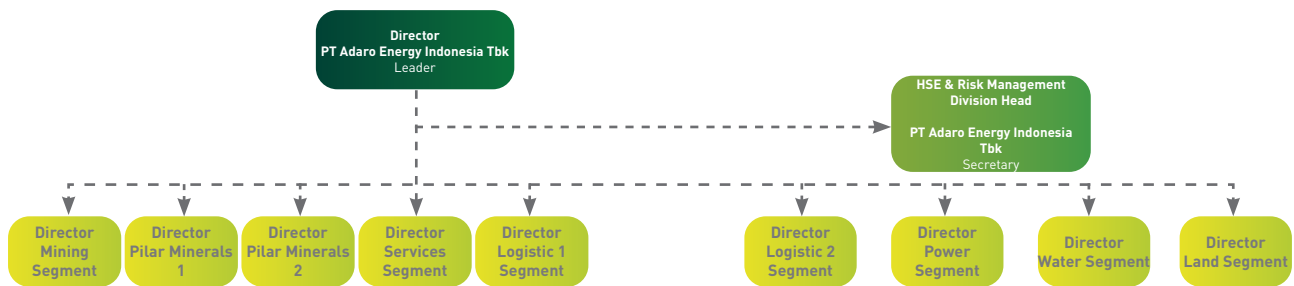 Director
PT Adaro Energy Indonesia Tbk
Leader
HSE & Risk Management
Division Head
PT Adaro Energy Indonesia
Tbk
Secretary
Director
Mining
Segment
Director
Pilar Minerals
1
Director
Pilar Minerals
2
Director
Services
Segment
Director
Logistic 1
Segment
Director
Logistic 2
Segment
Director
Power
Segment
Director
Water Segment
Director
Land Segment